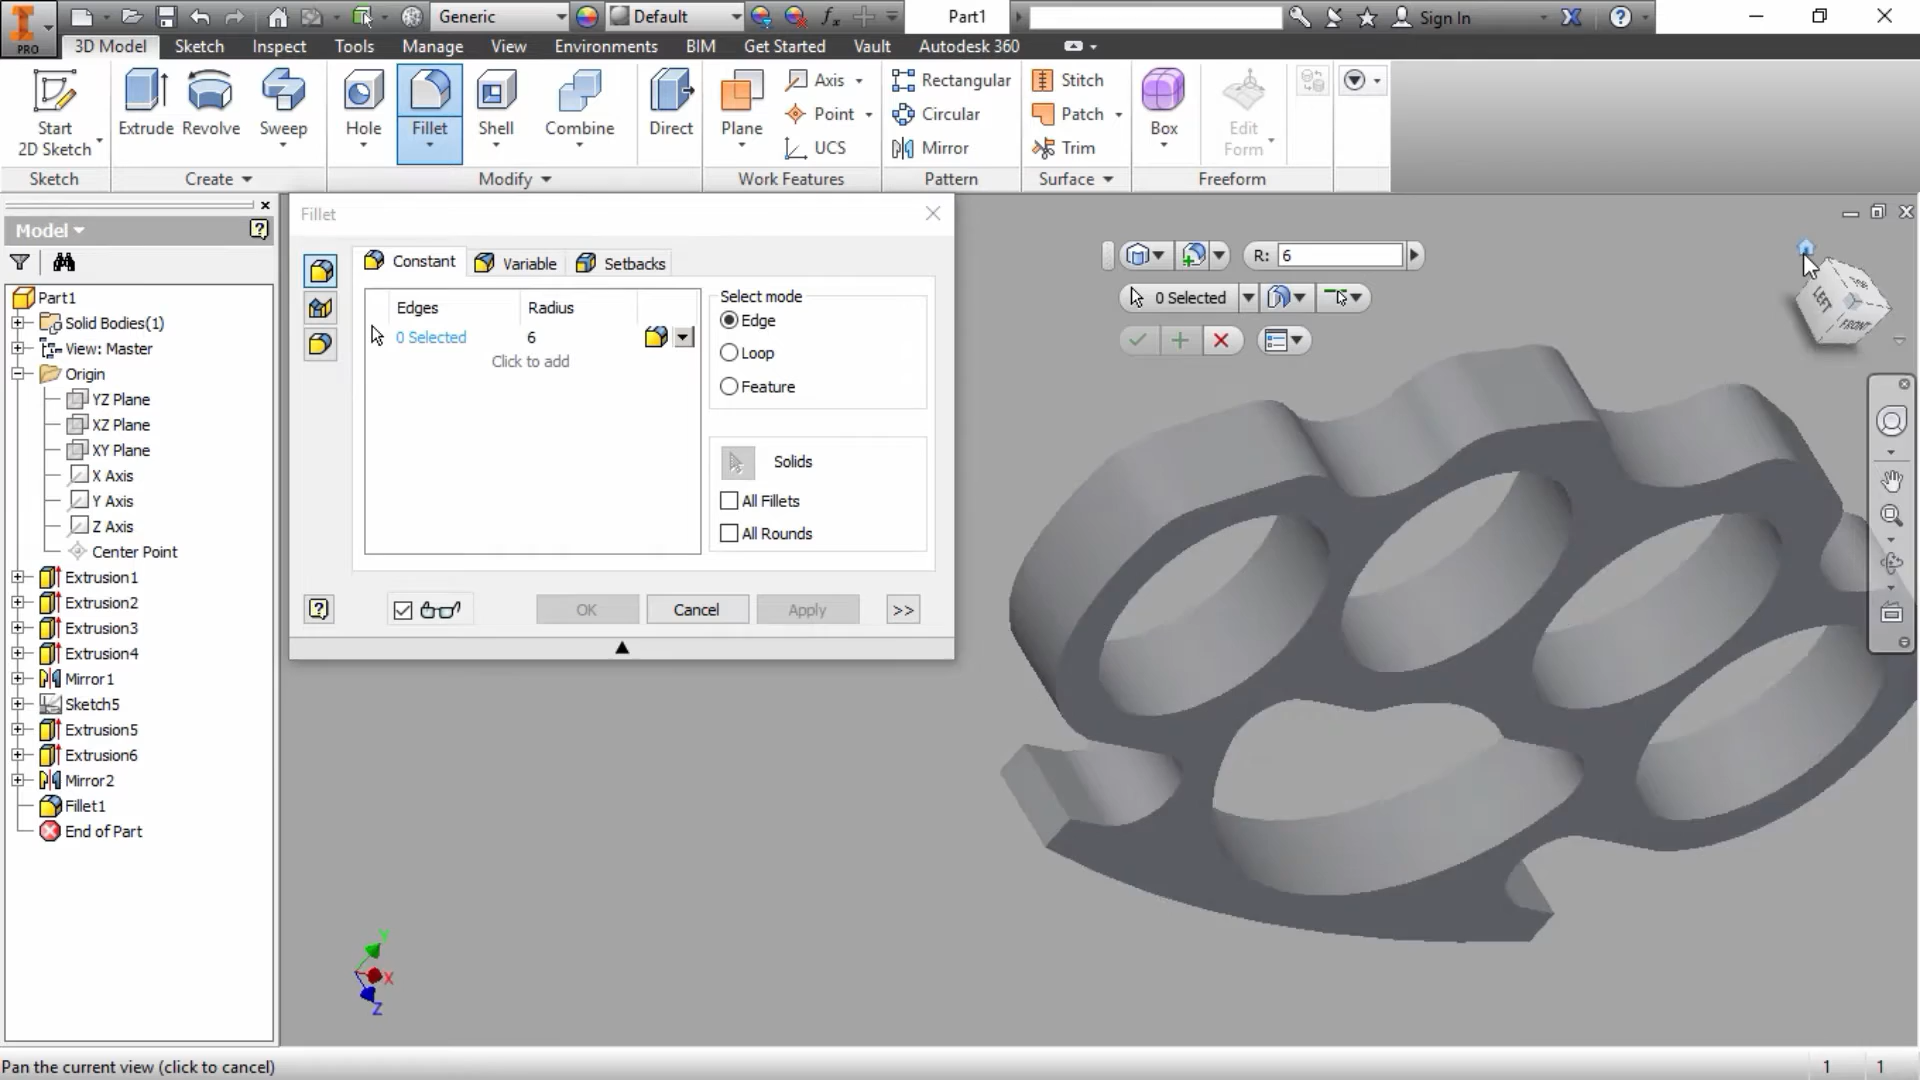 PRO
Generic
Default
fx
Part1
Sign In
3D Model Sketch Inspect Tools Manage View Environments BIM Get Started Vault Autodesk 360
Start
2D Sketch
Extrude Revolve Sweep
Hole Fillet Shell Combine
Direct
Plane
Axis
Point
UCS
Rectangular
Circular
Mirror
Stitch
Patch
Trim
Box
Edit
Form
Sketch Create Modify Work Features Pattern Surface Freeform
Model
Part1
Solid Bodies(1)
View: Master
Origin
YZ Plane
XZ Plane
XY Plane
X Axis
Y Axis
Z Axis
Center Point
Extrusion1
Extrusion2
Extrusion3
Extrusion4
Mirror1
Sketch5
Extrusion5
Extrusion6
Mirror2
Fillet1
End of Part
Fillet
Constant Variable Setbacks
Edges Radius
0 Selected 6
Click to add
Select mode
Edge
Loop
Feature
Solids
All Fillets
All Rounds
OK Cancel Apply >>
R: 6
0 Selected
TOP
LEFT
FRONT
Y
X
Z
Pan the current view (click to cancel)
1 1